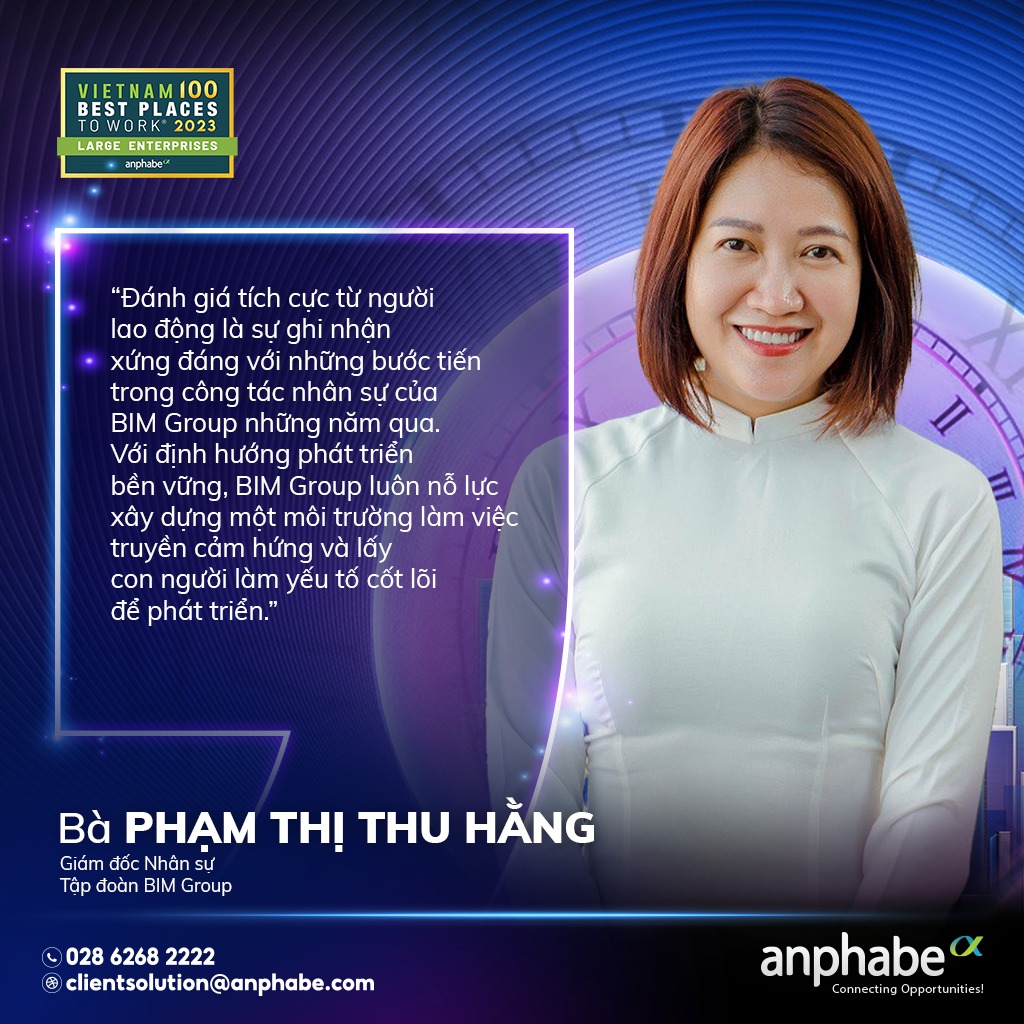 VIETNAM 100
BEST PLACES
TO WORK® 2023
LARGE ENTERPRISES
anphabe
“Đánh giá tích cực từ người
lao động là sự ghi nhận
xứng đáng với những bước tiến
trong công tác nhân sự của
BIM Group những năm qua.
Với định hướng phát triển
bền vững, BIM Group luôn nỗ lực
xây dựng một môi trường làm việc
truyền cảm hứng và lấy
con người làm yếu tố cốt lõi
để phát triển.”
XI
II
III
Bà PHẠM THỊ THU HẰNG
Giám đốc Nhân sự
Tập đoàn BIM Group
028 6268 2222
clientsolution@anphabe.com
anphabe
Connecting Opportunities!